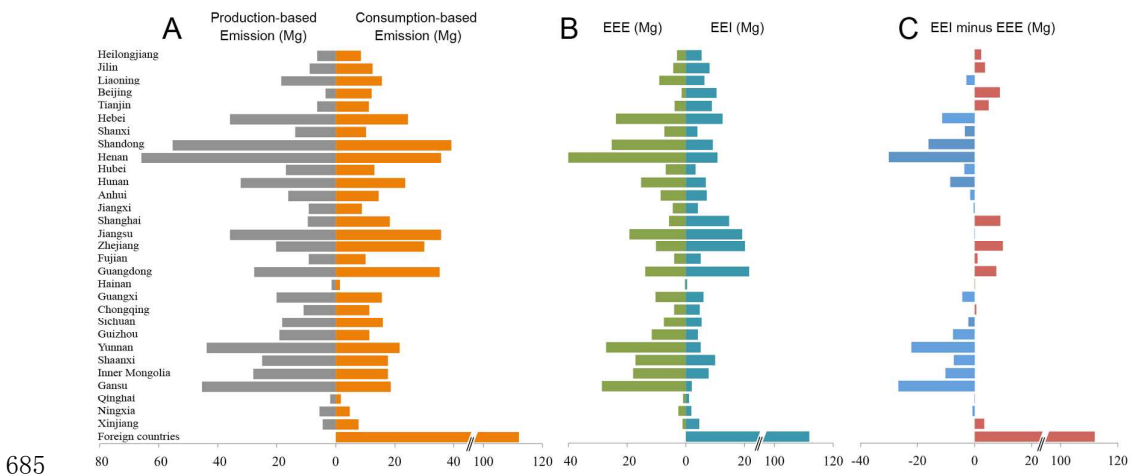 A
Production-based
Emission (Mg)
Consumption-based
Emission (Mg)
B
EEE (Mg)
EEI (Mg)
C
EEI minus EEE (Mg)
Heilongjiang
Jilin
Liaoning
Beijing
Tianjin
Hebei
Shanxi
Shandong
Henan
Hubei
Hunan
Anhui
Jiangxi
Shanghai
Jiangsu
Zhejiang
Fujian
Guangdong
Hainan
Guangxi
Chongqing
Sichuan
Guizhou
Yunnan
Shaanxi
Inner Mongolia
Gansu
Qinghai
Ningxia
Xinjiang
Foreign countries
80 60 40 20 0 20 40 100 120
40 20 0 20 40 60 100 120
-40 -20 0 20 40 100 120
685